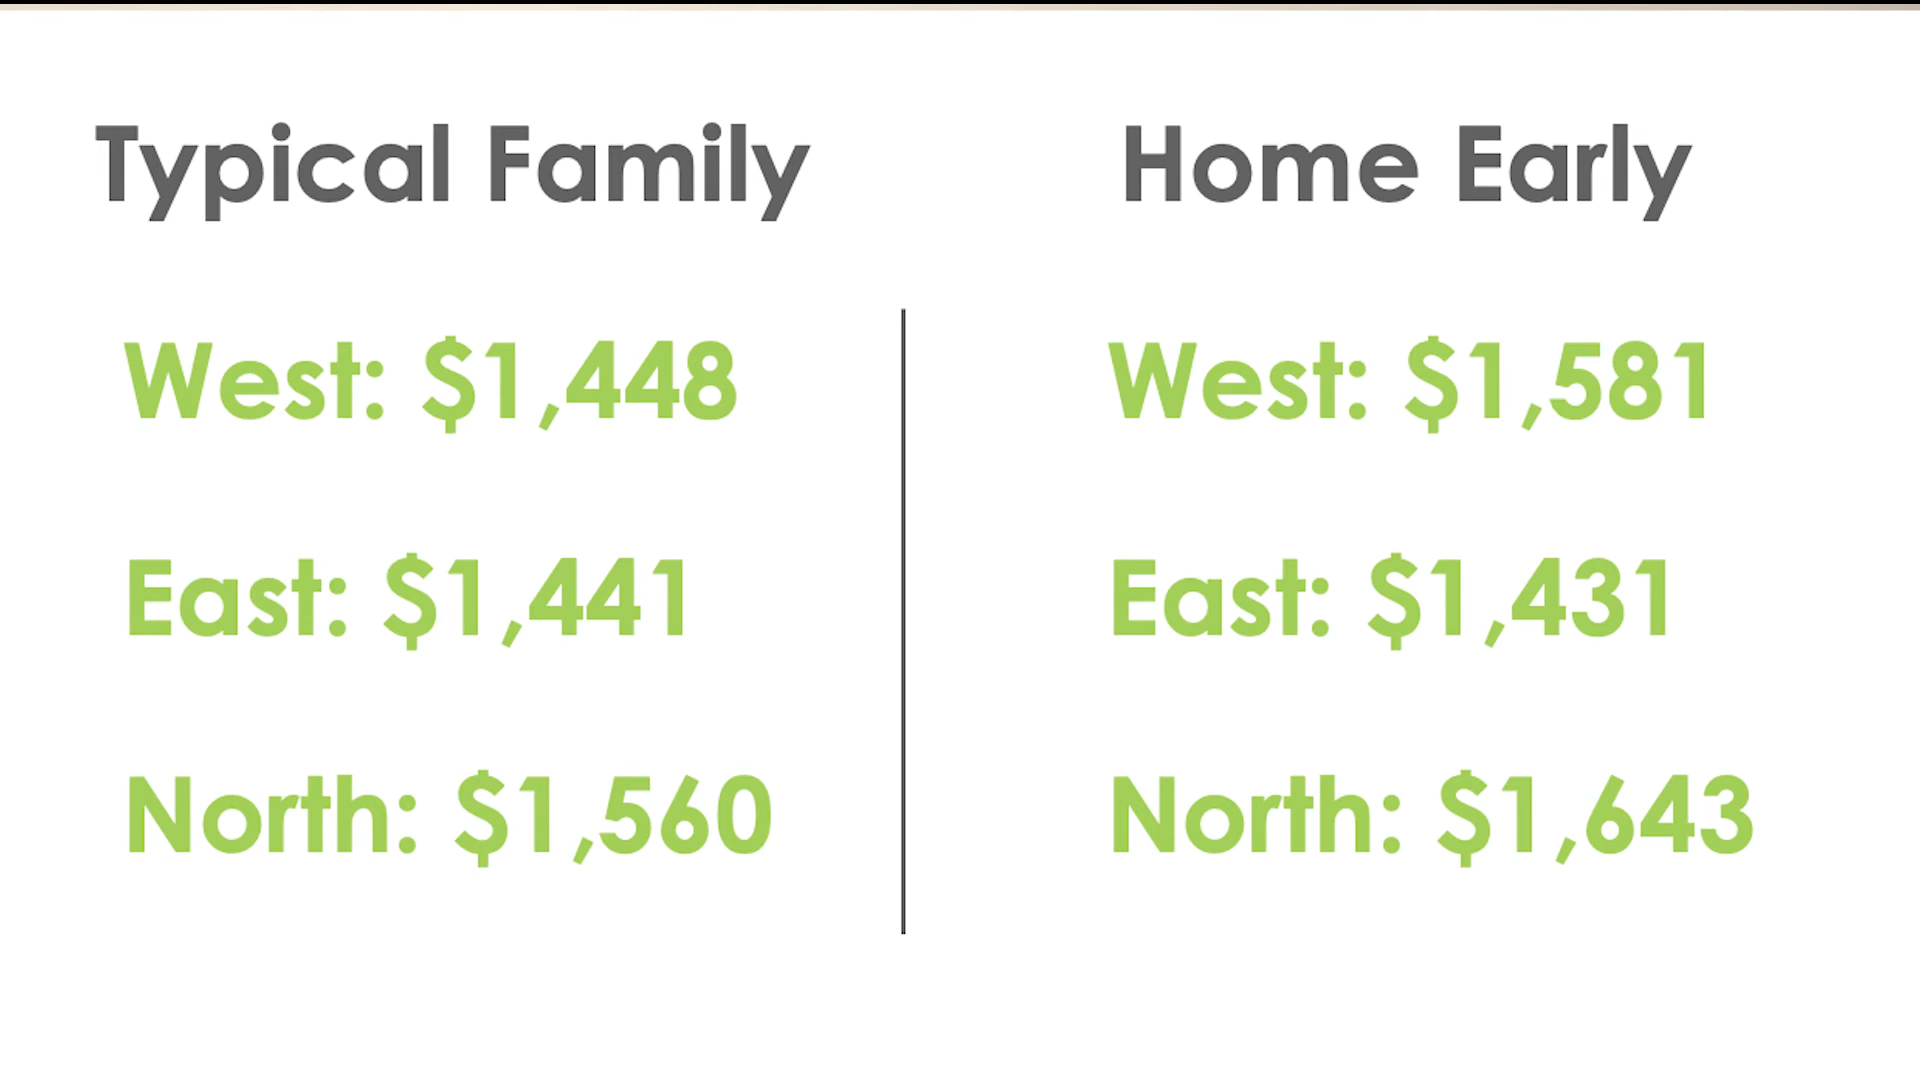 Typical Family
West: $1,448
East: $1,441
North: $1,560
Home Early
West: $1,581
East: $1,431
North: $1,643